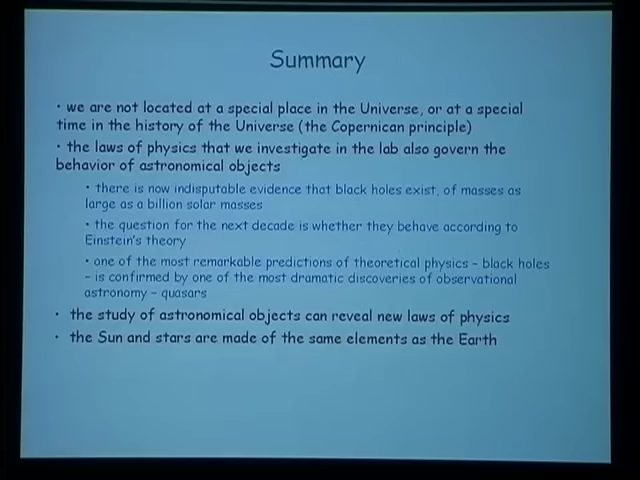 Summary
• we are not located at a special place in the Universe, or at a special
time in the history of the Universe (the Copernican principle)
• the laws of physics that we investigate in the lab also govern the
behavior of astronomical objects
• there is now indisputable evidence that black holes exist, of masses as
large as a billion solar masses
• the question for the next decade is whether they behave according to
Einstein's theory
• one of the most remarkable predictions of theoretical physics – black holes
– is confirmed by one of the most dramatic discoveries of observational
astronomy – quasars
• the study of astronomical objects can reveal new laws of physics
• the Sun and stars are made of the same elements as the Earth